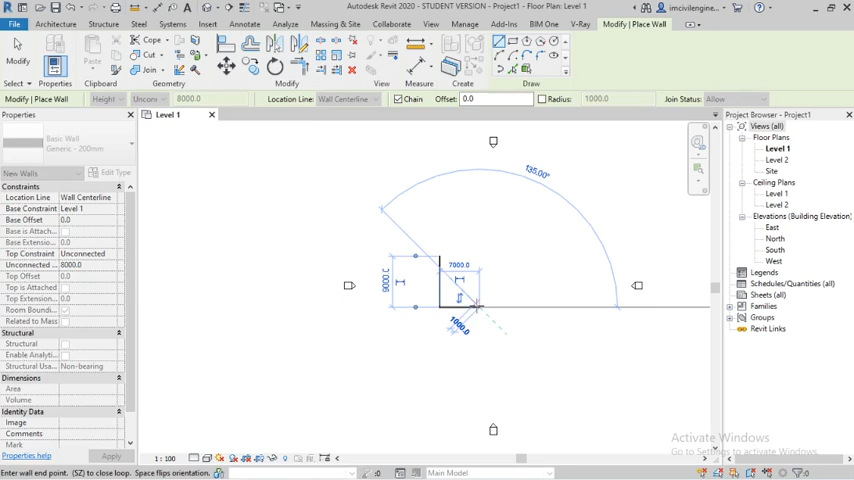 Autodesk Revit 2020 - STUDENT VERSION - Project1 - Floor Plan: Level 1
imcivilengine...
File Architecture Structure Steel Systems Insert Annotate Analyze Massing & Site Collaborate View Manage Add-Ins BIM One V-Ray Modify | Place Wall
Modify
Paste
Cope
Cut
Join
Select Properties Clipboard Geometry Modify View Measure Create Draw
Modify | Place Wall Height Unconn 8000.0 Location Line: Wall Centerline Chain Offset: 0.0 Radius: 1000.0 Join Status: Allow
Properties
Basic Wall
Generic - 200mm
New Walls Edit Type
Constraints
Location Line Wall Centerline
Base Constraint Level 1
Base Offset 0.0
Base is Attach...
Base Extensio... 0.0
Top Constraint Unconnected
Unconnected ... 8000.0
Top Offset 0.0
Top is Attached
Top Extension... 0.0
Room Boundi...
Related to Mass
Structural
Structural
Enable Analyti...
Structural Usa... Non-bearing
Dimensions
Area
Volume
Identity Data
Image
Comments
Mark
Properties help Apply
Level 1
135.00°
7000.0
9000.0
1000.0
Project Browser - Project1
Views (all)
Floor Plans
Level 1
Level 2
Site
Ceiling Plans
Level 1
Level 2
Elevations (Building Elevation)
East
North
South
West
Legends
Schedules/Quantities (all)
Sheets (all)
Families
Groups
Revit Links
Activate Windows
Go to Settings to activate Windows.
1 : 100
Enter wall end point. (SZ) to close loop. Space flips orientation.
:0
Main Model
:0